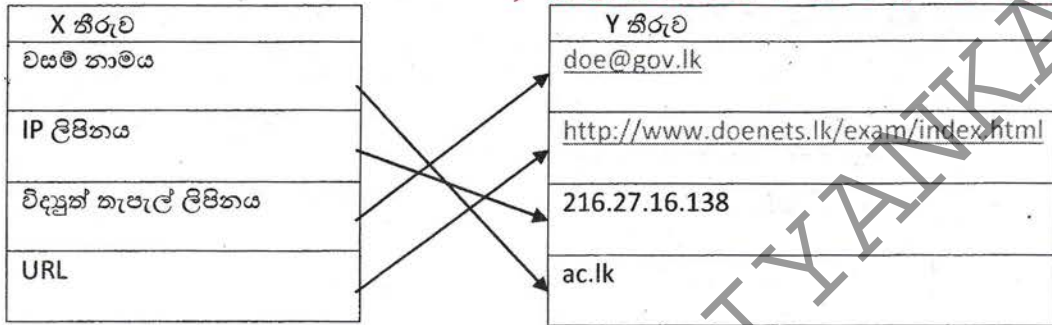 X තීරුව
වසම් නාමය
IP ලිපිනය
විද්‍යුත් තැපැල් ලිපිනය
URL
Y තීරුව
doe@gov.lk
http://www.doenets.lk/exam/index.html
216.27.16.138
ac.lk